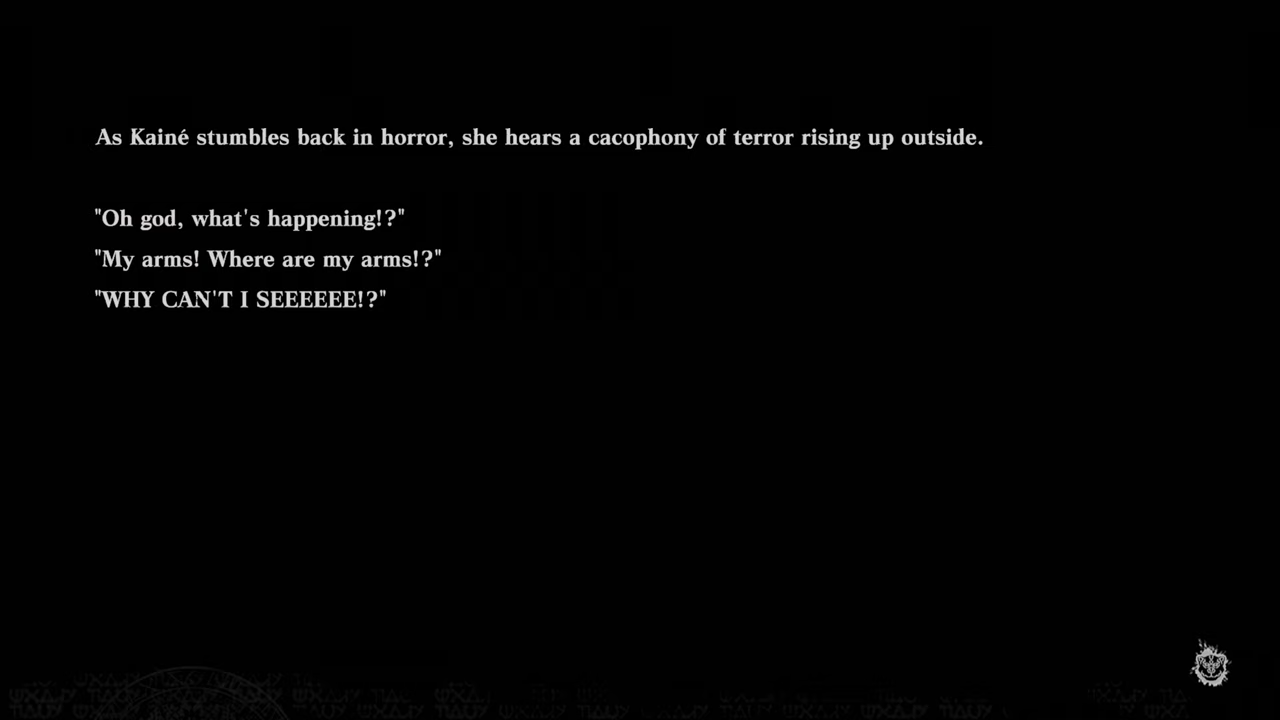 As Kainé stumbles back in horror, she hears a cacophony of terror rising up outside.
"Oh god, what's happening!?"
"My arms! Where are my arms!?"
"WHY CAN'T I SEEEEEE!?"